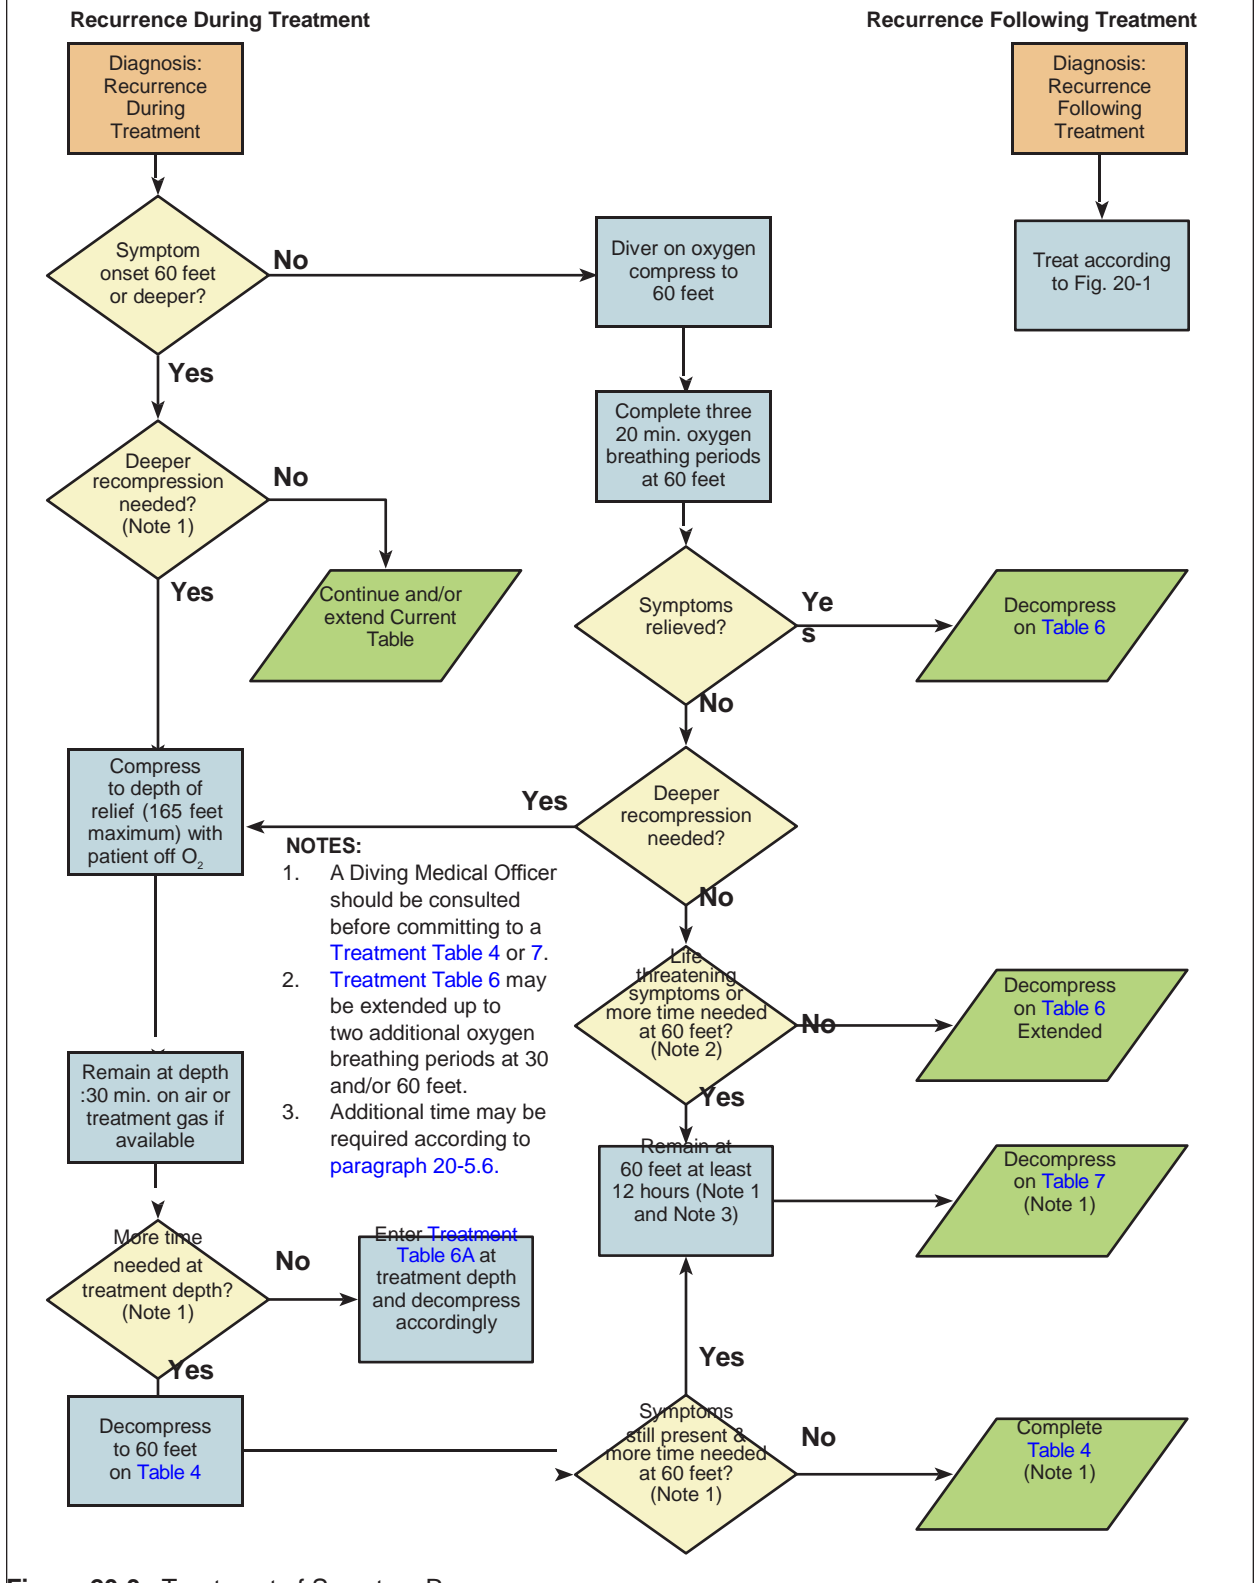 Recurrence During Treatment
Recurrence Following Treatment
Diagnosis:
Recurrence
During
Treatment
Diagnosis:
Recurrence
Following
Treatment
Symptom
onset 60 feet
or deeper?
No
Diver on oxygen
compress to
60 feet
Treat according
to Fig. 20-1
Yes
Deeper
recompression
needed?
(Note 1)
No
Complete three
20 min. oxygen
breathing periods
at 60 feet
Yes
Continue and/or
extend Current
Table
Symptoms
relieved?
Ye
s
Decompress
on Table 6
No
Compress
to depth of
relief (165 feet
maximum) with
patient off O2
Yes
Deeper
recompression
needed?
No
NOTES:
1. A Diving Medical Officer
should be consulted
before committing to a
Treatment Table 4 or 7.
2. Treatment Table 6 may
be extended up to
two additional oxygen
breathing periods at 30
and/or 60 feet.
3. Additional time may be
required according to
paragraph 20-5.6.
Life
threatening
symptoms or
more time needed
at 60 feet?
(Note 2)
No
Decompress
on Table 6
Extended
Yes
Remain at depth
:30 min. on air or
treatment gas if
available
Remain at
60 feet at least
12 hours (Note 1
and Note 3)
Decompress
on Table 7
(Note 1)
More time
needed at
treatment depth?
(Note 1)
No
Enter Treatment
Table 6A at
treatment depth
and decompress
accordingly
Yes
Yes
Decompress
to 60 feet
on Table 4
Symptoms
still present &
more time needed
at 60 feet?
(Note 1)
No
Complete
Table 4
(Note 1)